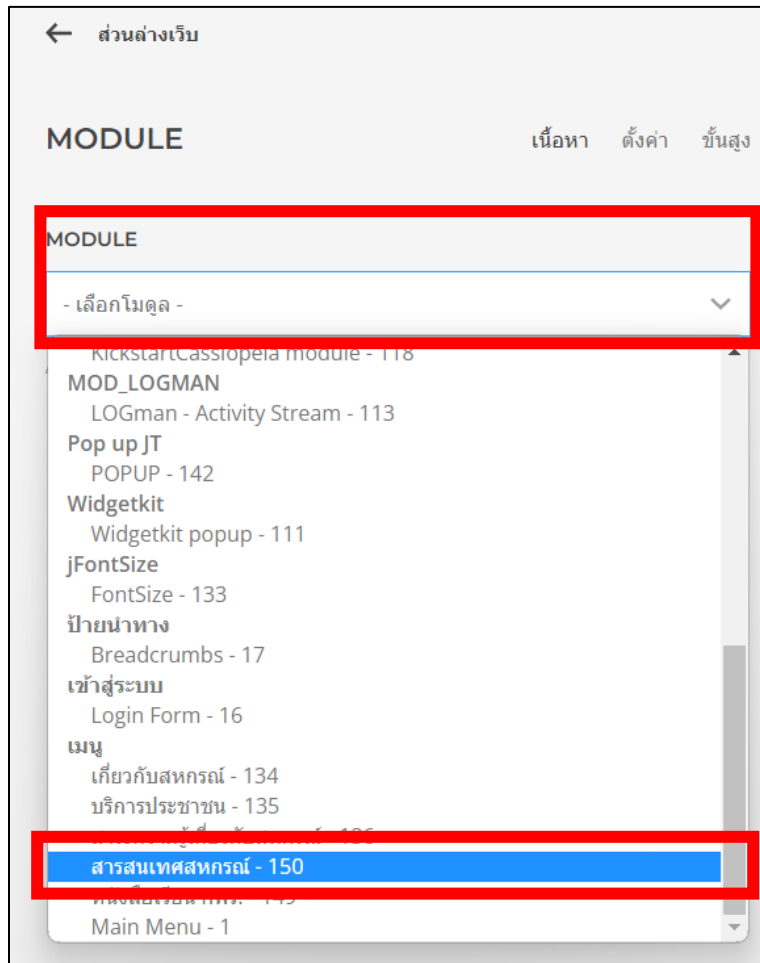 ส่วนล่างเว็บ
MODULE
เนื้อหา ตั้งค่า ขั้นสูง
MODULE
- เลือกโมดูล -
KickstartCassiopeia module - 118
MOD_LOGMAN
LOGman - Activity Stream - 113
Pop up JT
POPUP - 142
Widgetkit
Widgetkit popup - 111
jFontSize
FontSize - 133
ป้ายนำทาง
Breadcrumbs - 17
เข้าสู่ระบบ
Login Form - 16
เมนู
เกี่ยวกับสหกรณ์ - 134
บริการประชาชน - 135
สารสนเทศสหกรณ์ - 150
Main Menu - 1